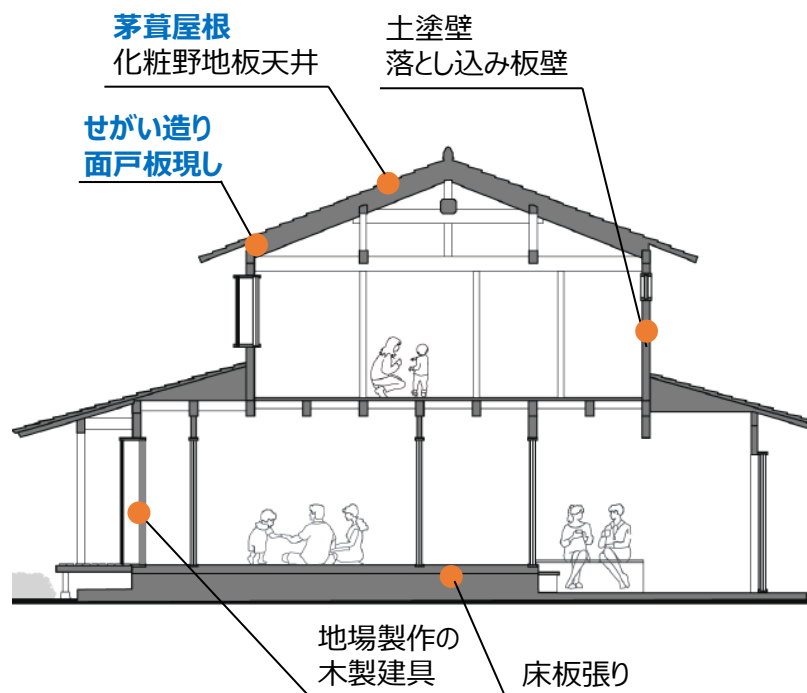 茅葺屋根
化粧野地板天井
土塗壁
落とし込み板壁
せがい造り
面戸板現し
地場製作の
木製建具
床板張り